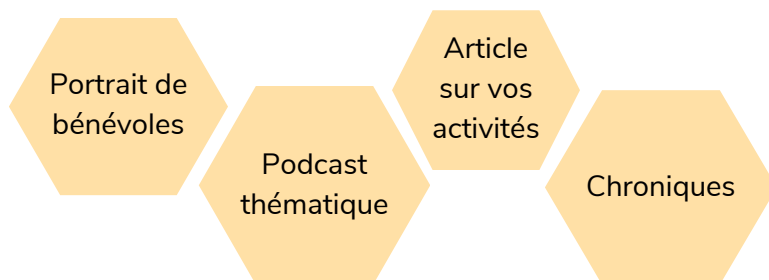 Portrait de
bénévoles
Podcast
thématique
Article
sur vos
activités
Chroniques